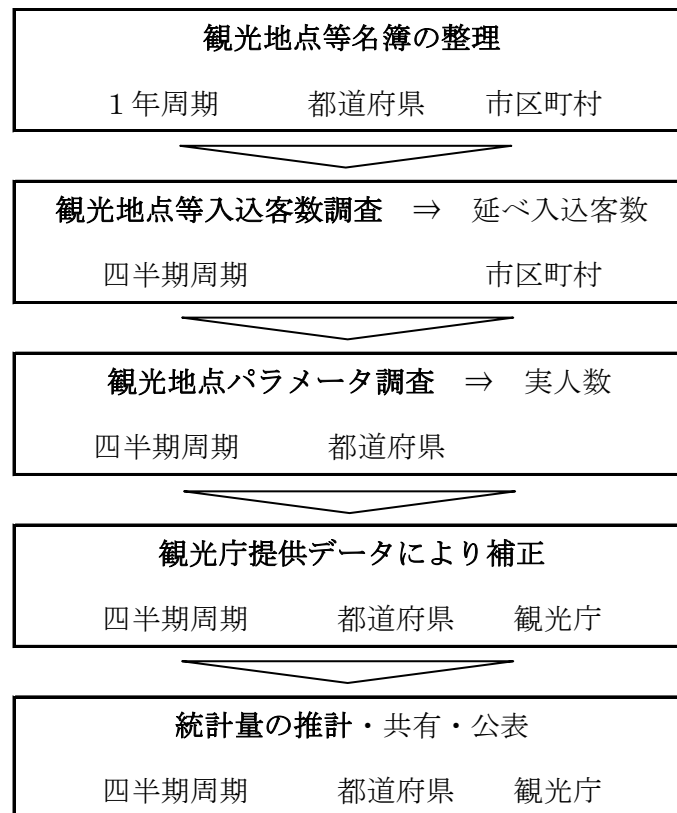 観光地点等名簿の整理
1年周期 都道府県 市区町村
観光地点等入込客数調査 ⇒ 延べ入込客数
四半期周期 市区町村
観光地点パラメータ調査 ⇒ 実人数
四半期周期 都道府県
観光庁提供データにより補正
四半期周期 都道府県 観光庁
統計量の推計・共有・公表
四半期周期 都道府県 観光庁